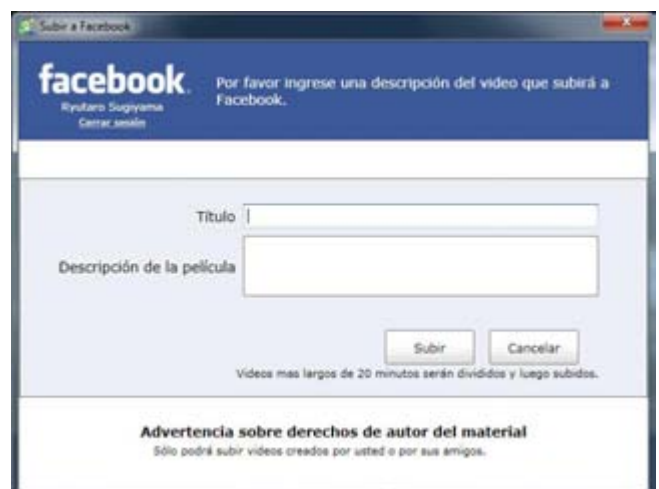 Subir a Facebook
facebook
Por favor ingrese una descripción del video que subirá a
Facebook.
Ryutaro Sugiyama
Cerrar sesión
Título
Descripción de la película
Subir
Cancelar
Videos mas largos de 20 minutos serán divididos y luego subidos.
Advertencia sobre derechos de autor del material
Sólo podrá subir videos creados por usted o por sus amigos.